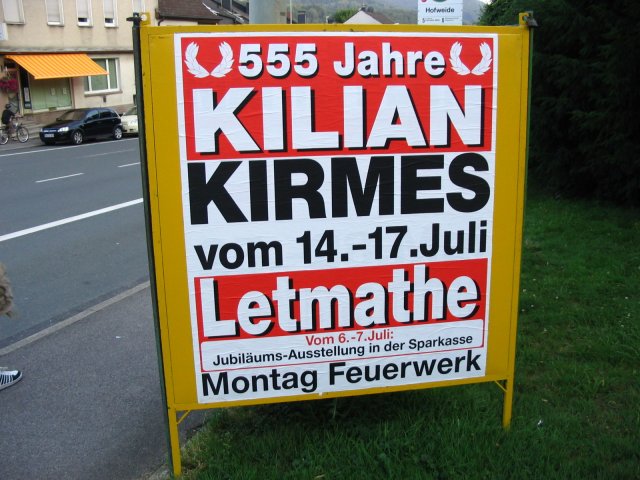 Hofweide
555 Jahre
KILIAN
KIRMES
vom 14.-17.Juli
Letmathe
Vom 6.-7.Juli:
Jubiläums-Ausstellung in der Sparkasse
Montag Feuerwerk